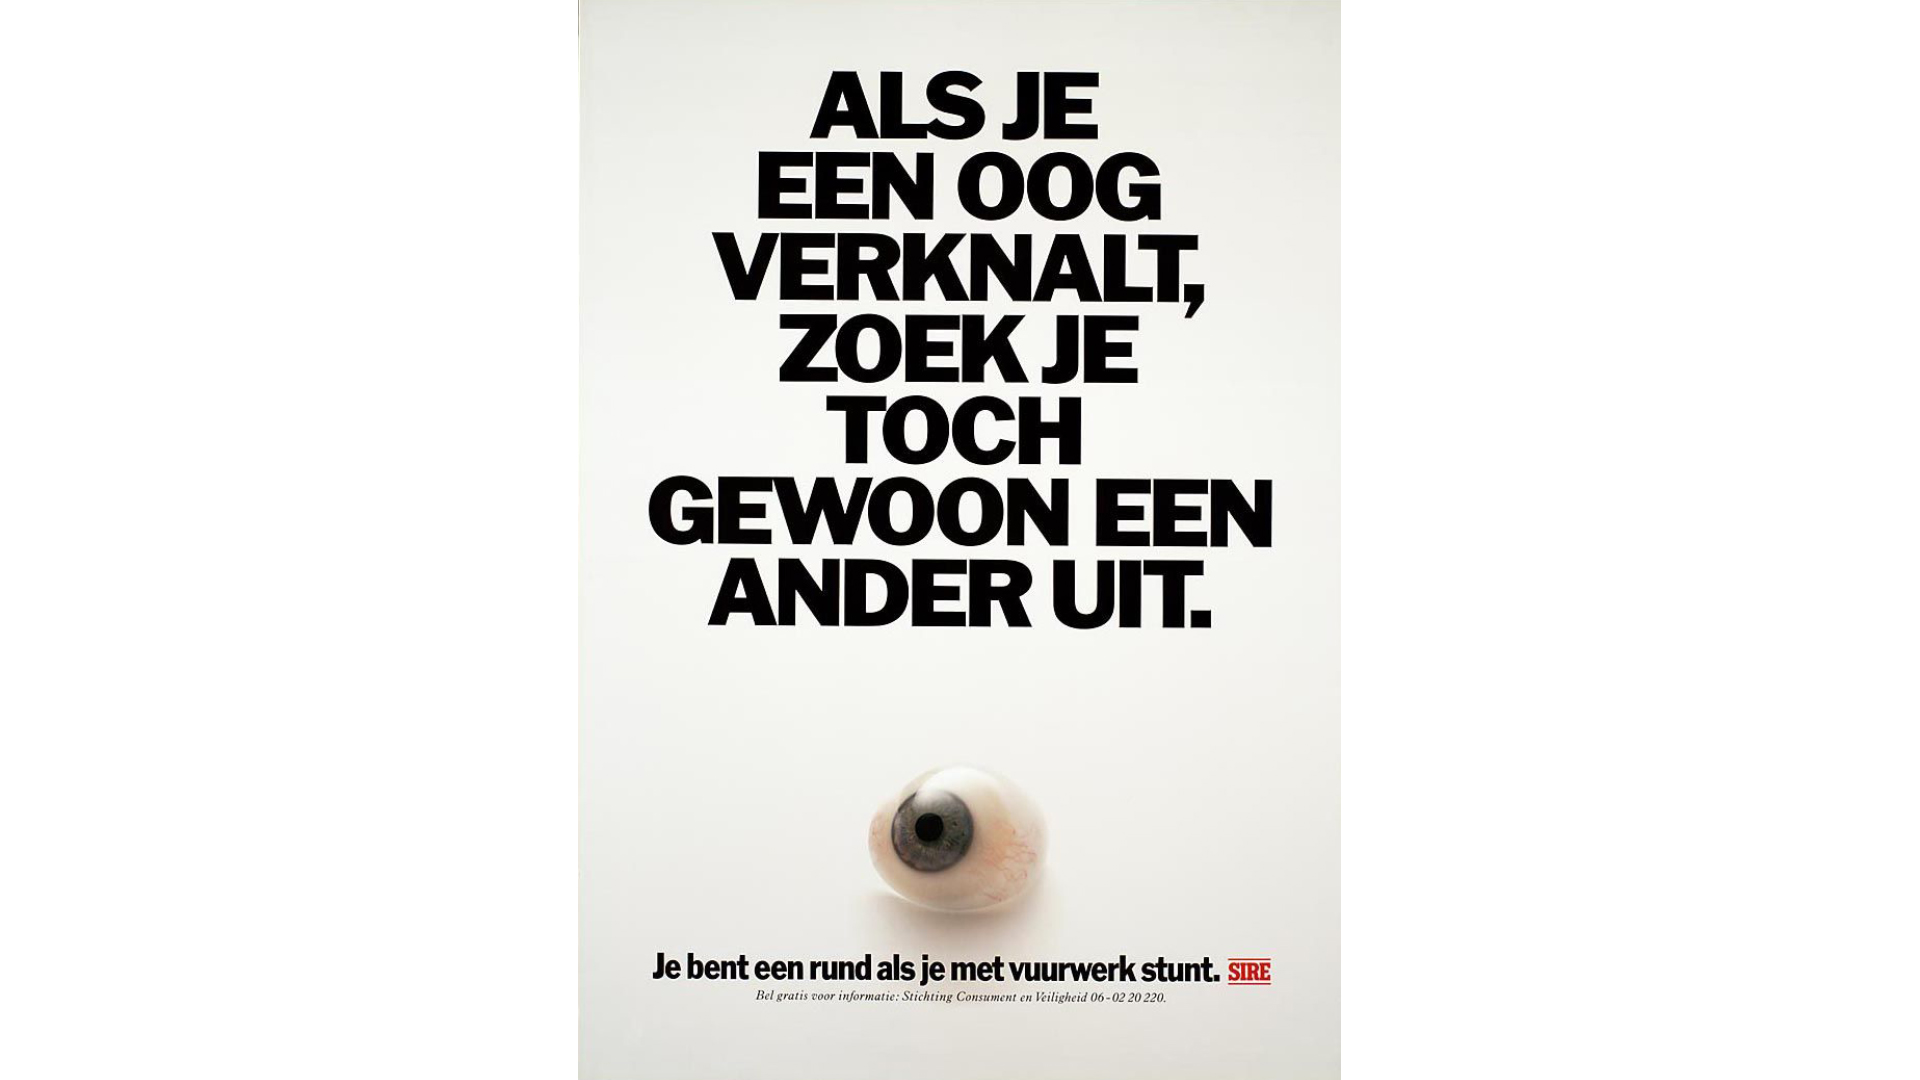 ALS JE
EEN OOG
VERKNALT,
ZOEK JE
TOCH
GEWOON EEN
ANDER UIT.
Je bent een rund als je met vuurwerk stunt. SIRE
Bel gratis voor informatie: Stichting Consument en Veiligheid 06-02 20 220.